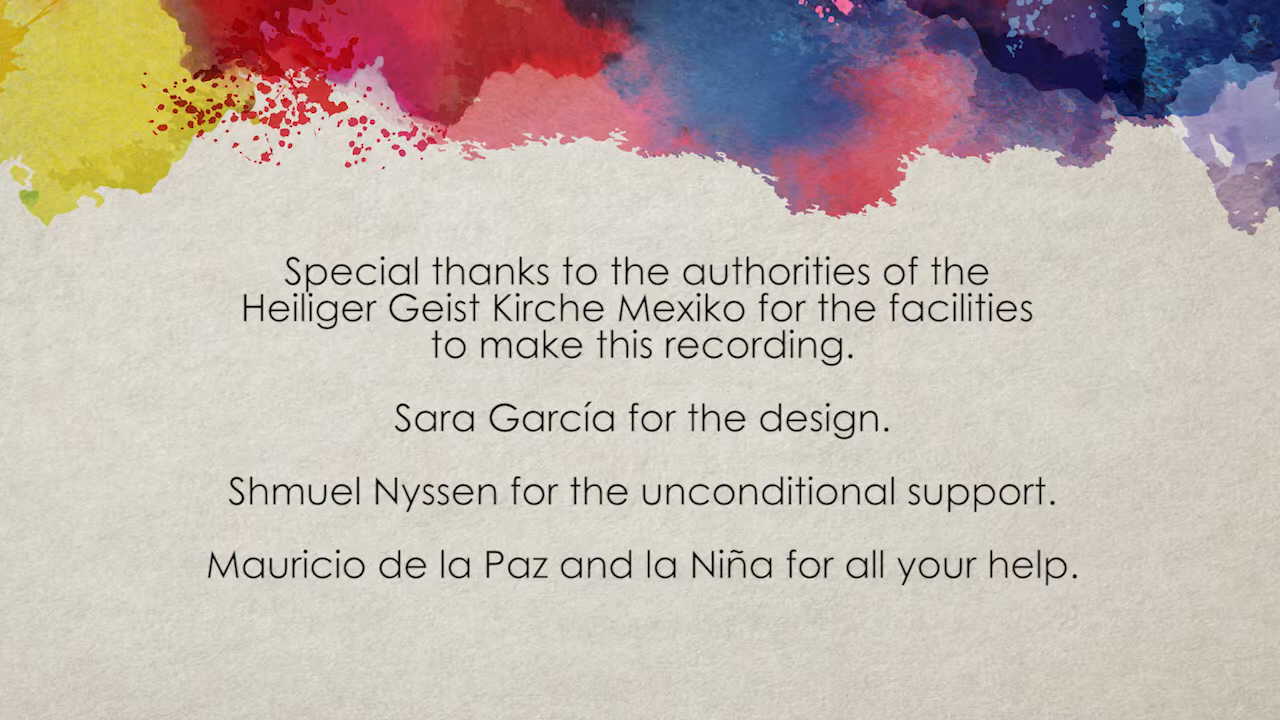 Special thanks to the authorities of the
Heiliger Geist Kirche Mexiko for the facilities
to make this recording.
Sara García for the design.
Shmuel Nyssen for the unconditional support.
Mauricio de la Paz and la Niña for all your help.